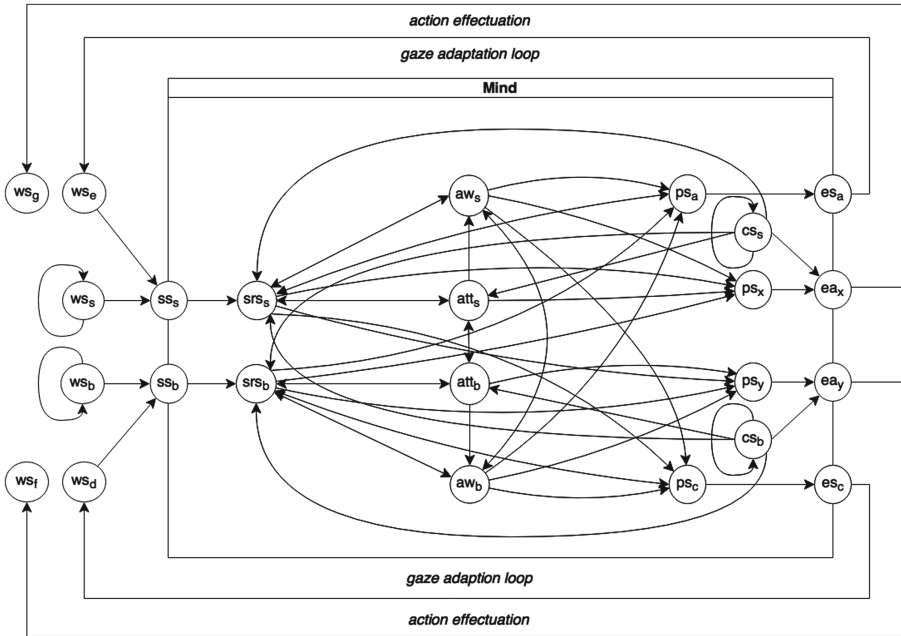 action effectuation
gaze adaptation loop
Mind
ws_g ws_e aw_s ps_a es_a
cs_s
ws_s ss_s srs_s att_s ps_x ea_x
ws_b ss_b srs_b att_b ps_y ea_y
cs_b
ws_f ws_d aw_b ps_c es_c
gaze adaption loop
action effectuation